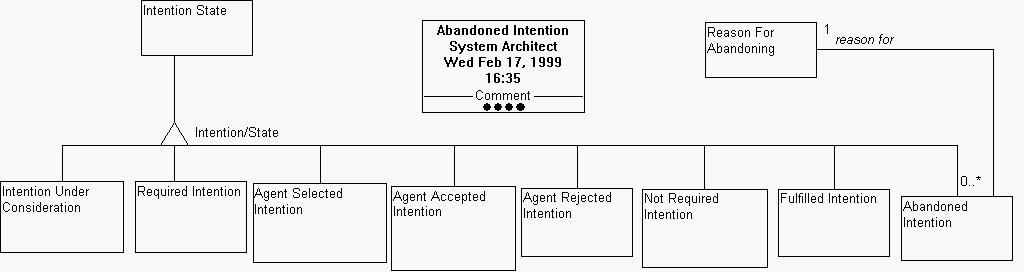 Intention State
Abandoned Intention
System Architect
Wed Feb 17, 1999
16:35
Comment
Reason For
Abandoning
1
reason for
Intention/State
Intention Under
Consideration
Required Intention
Agent Selected
Intention
Agent Accepted
Intention
Agent Rejected
Intention
Not Required
Intention
Fulfilled Intention
0..*
Abandoned
Intention